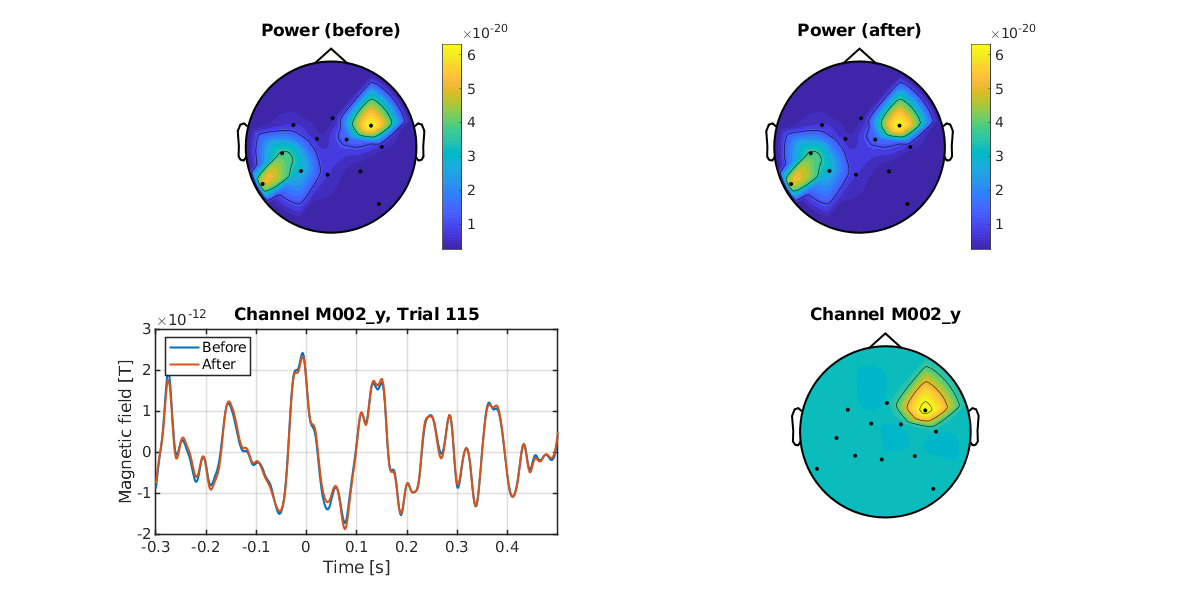 Power (before)
×10-20
6
5
4
3
2
1
Power (after)
×10-20
6
5
4
3
2
1
Channel M002_y, Trial 115
×10-12
Before
After
3
2
1
0
-1
-2
Magnetic field [T]
-0.3 -0.2 -0.1 0 0.1 0.2 0.3 0.4
Time [s]
Channel M002_y